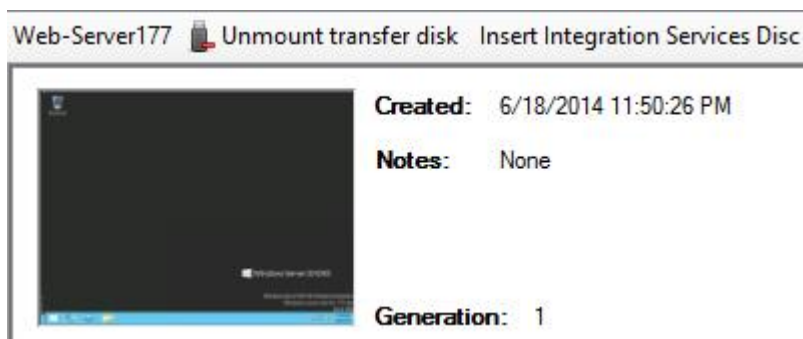 Web-Server177 Unmount transfer disk Insert Integration Services Disc
Created: 6/18/2014 11:50:26 PM
Notes: None
Generation: 1